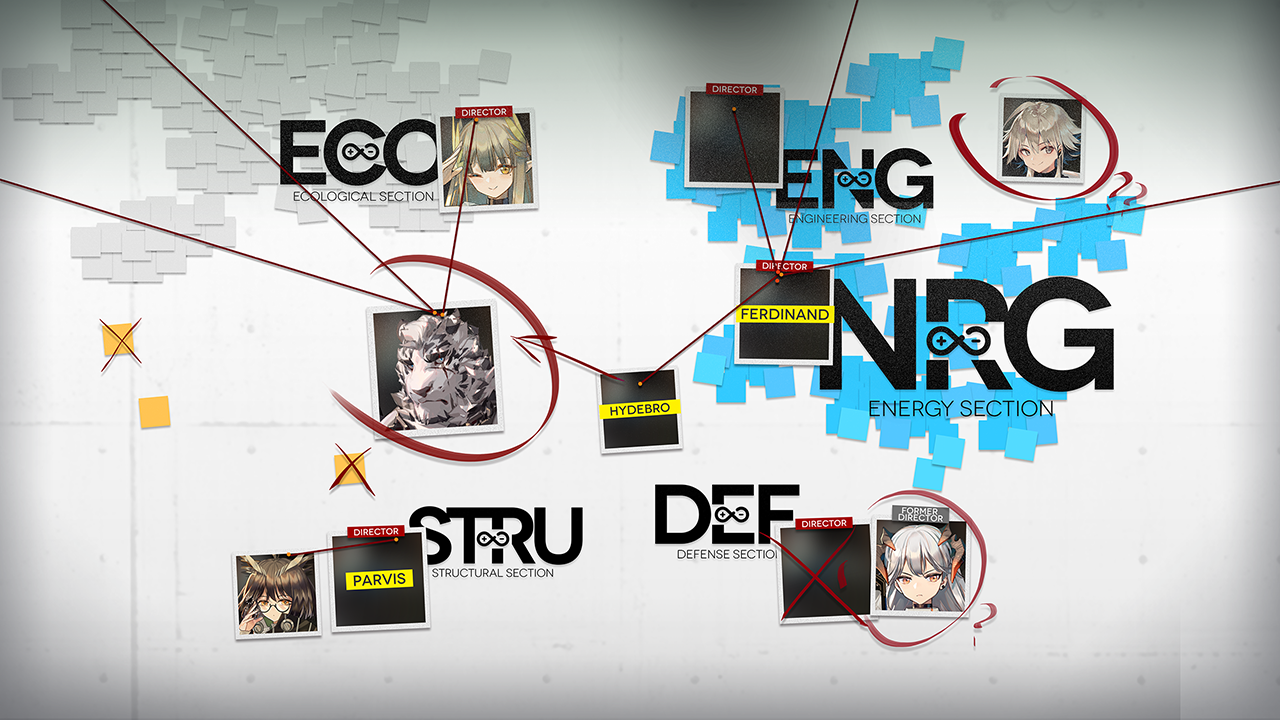 DIRECTOR
ECO
ECOLOGICAL SECTION
DIRECTOR
ENG
ENGINEERING SECTION
??
DIRECTOR
FERDINAND
NRG
ENERGY SECTION
HYDEBRO
STRU
STRUCTURAL SECTION
DIRECTOR
PARVIS
DEF
DEFENSE SECTIO
DIRECTOR
FORMER
DIRECTOR
?